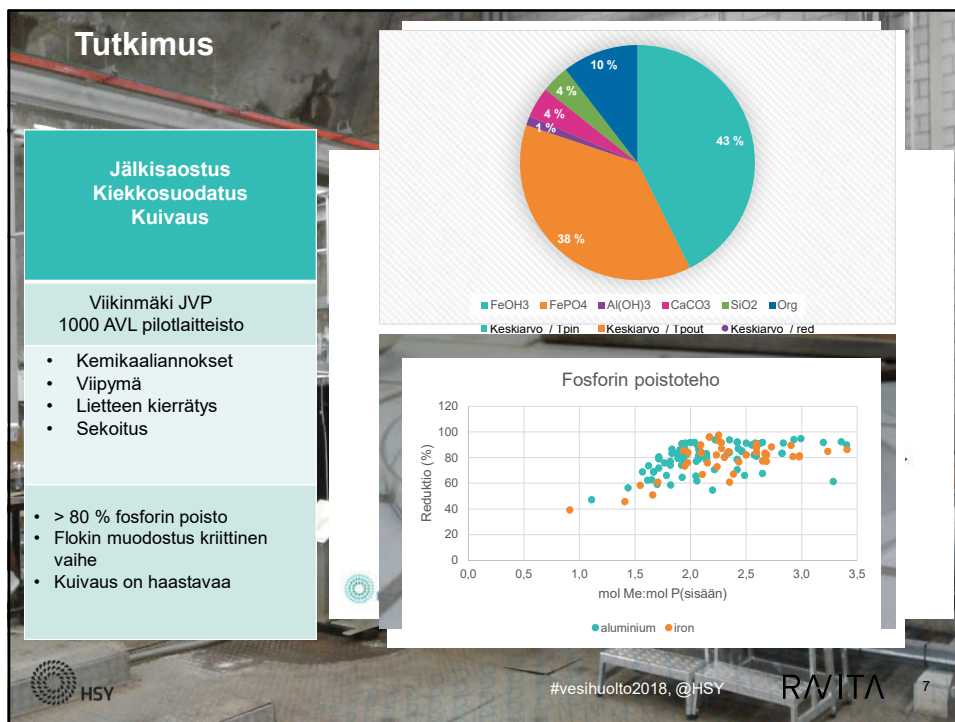 Tutkimus
Jälkisaostus
Kiekkosuodatus
Kuivaus
Viikinmäki JVP
1000 AVL pilotlaitteisto
• Kemikaaliannokset
• Viipymä
• Lietteen kierrätys
• Sekoitus
• > 80 % fosforin poisto
• Flokin muodostus kriittinen
vaihe
• Kuivaus on haastavaa
10 %
4 %
4 %
1 %
43 %
38 %
FeOH3 FePO4 Al(OH)3 CaCO3 SiO2 Org
Keskiarvo / Tpin Keskiarvo / Tpout Keskiarvo / red
Fosforin poistoteho
Reduktio (%)
120
100
80
60
40
20
0
0,0 0,5 1,0 1,5 2,0 2,5 3,0 3,5
mol Me:mol P(sisään)
aluminium iron
HSY
#vesihuolto2018, @HSY
RAVITA
7